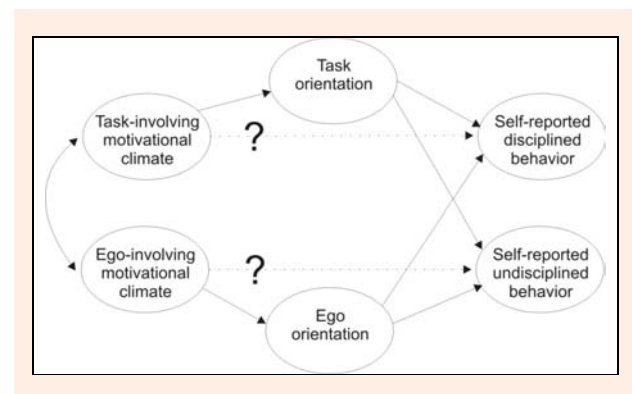 Task
orientation
Task-involving
motivational
climate
?
Self-reported
disciplined
behavior
Ego-involving
motivational
climate
?
Self-reported
undisciplined
behavior
Ego
orientation